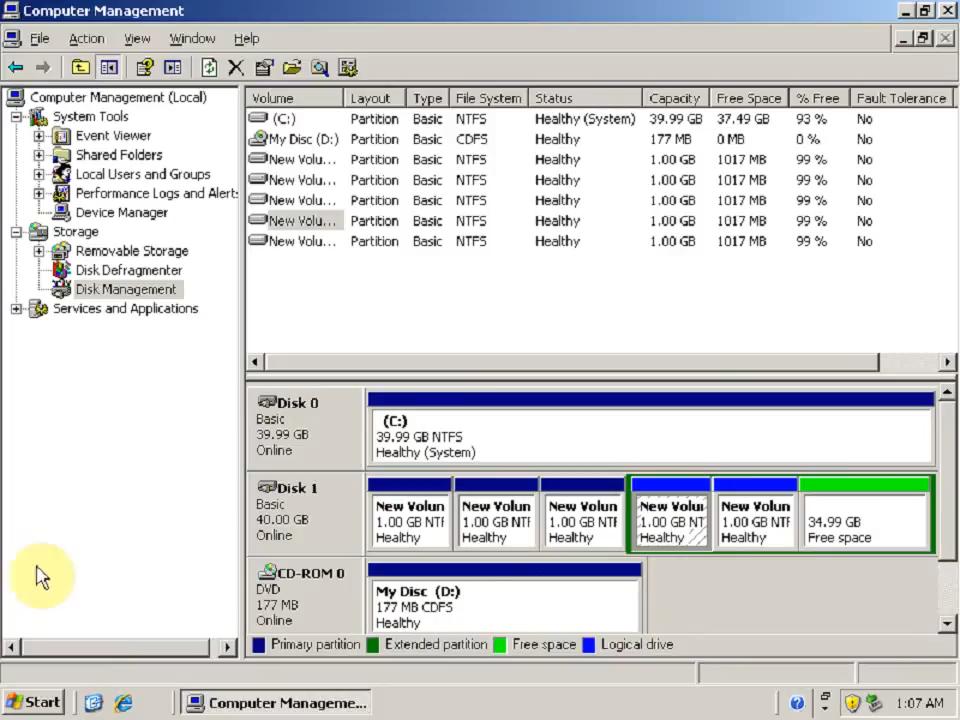 Computer Management
File Action View Window Help
Computer Management (Local)
System Tools
Event Viewer
Shared Folders
Local Users and Groups
Performance Logs and Alert:
Device Manager
Storage
Removable Storage
Disk Defragmenter
Disk Management
Services and Applications
Volume Layout Type File System Status Capacity Free Space % Free Fault Tolerance
(C:) Partition Basic NTFS Healthy (System) 39.99 GB 37.49 GB 93 % No
My Disc (D:) Partition Basic CDFS Healthy 177 MB 0 MB 0 % No
New Volu... Partition Basic NTFS Healthy 1.00 GB 1017 MB 99 % No
New Volu... Partition Basic NTFS Healthy 1.00 GB 1017 MB 99 % No
New Volu... Partition Basic NTFS Healthy 1.00 GB 1017 MB 99 % No
New Volu... Partition Basic NTFS Healthy 1.00 GB 1017 MB 99 % No
New Volu... Partition Basic NTFS Healthy 1.00 GB 1017 MB 99 % No
Disk 0
Basic
39.99 GB
Online
(C:)
39.99 GB NTFS
Healthy (System)
Disk 1
Basic
40.00 GB
Online
New Volun
1.00 GB NTF
Healthy
New Volun
1.00 GB NTF
Healthy
New Volun
1.00 GB NTF
Healthy
New Volun
1.00 GB NT
Healthy
New Volun
1.00 GB NTF
Healthy
34.99 GB
Free space
CD-ROM 0
DVD
177 MB
Online
My Disc (D:)
177 MB CDFS
Healthy
Primary partition Extended partition Free space Logical drive
Start Computer Manageme... 1:07 AM